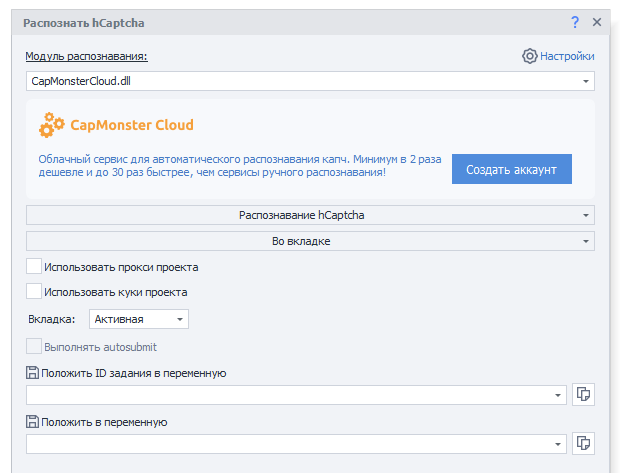 Распознать hCaptcha
? ×
Модуль распознавания:
Настройки
CapMonsterCloud.dll
CapMonster Cloud
Облачный сервис для автоматического распознавания капч. Минимум в 2 раза
дешевле и до 30 раз быстрее, чем сервисы ручного распознавания!
Создать аккаунт
Распознавание hCaptcha
Во вкладке
Использовать прокси проекта
Использовать куки проекта
Вкладка: Активная
Выполнять autosubmit
Положить ID задания в переменную
Положить в переменную